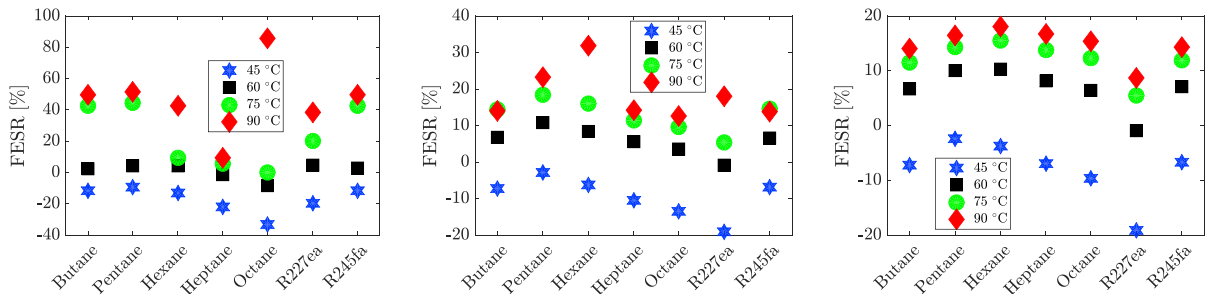 FESR [%]
100
80
60
40
20
0
-20
-40
45 °C
60 °C
75 °C
90 °C
Butane
Pentane
Hexane
Heptane
Octane
R227ea
R245fa
FESR [%]
40
30
20
10
0
-10
-20
45 °C
60 °C
75 °C
90 °C
Butane
Pentane
Hexane
Heptane
Octane
R227ea
R245fa
FESR [%]
20
10
0
-10
-20
45 °C
60 °C
75 °C
90 °C
Butane
Pentane
Hexane
Heptane
Octane
R227ea
R245fa